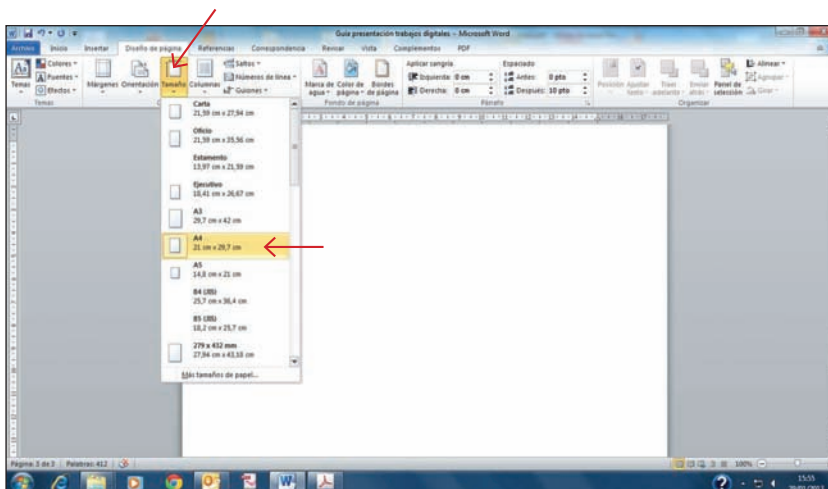 Guía presentación trabajos digitales - Microsoft Word
Archivo Inicio Insertar Diseño de página Referencias Correspondencia Revisar Vista Complementos PDF
Temas
Colores
Fuentes
Efectos
Temas
Márgenes Orientación Tamaño Columnas
Saltos
Números de línea
Guiones
Marca de agua
Color de página
Bordes de página
Fondo de página
Aplicar sangría
Izquierda: 0 cm
Derecha: 0 cm
Espaciado
Antes: 0 pto
Después: 10 pto
Párrafo
Posición
Ajustar texto
Traer adelante
Enviar atrás
Panel de selección
Alinear
Agrupar
Girar
Organizar
Carta
21,59 cm x 27,94 cm
Oficio
21,59 cm x 35,56 cm
Estamento
13,97 cm x 21,59 cm
Ejecutivo
18,41 cm x 26,67 cm
A3
29,7 cm x 42 cm
A4
21 cm x 29,7 cm
A5
14,8 cm x 21 cm
B4 (JIS)
25,7 cm x 36,4 cm
B5 (JIS)
18,2 cm x 25,7 cm
279 x 432 mm
27,94 cm x 43,18 cm
Más tamaños de papel...
Página: 3 de 3 Palabras: 412
100%
15:55